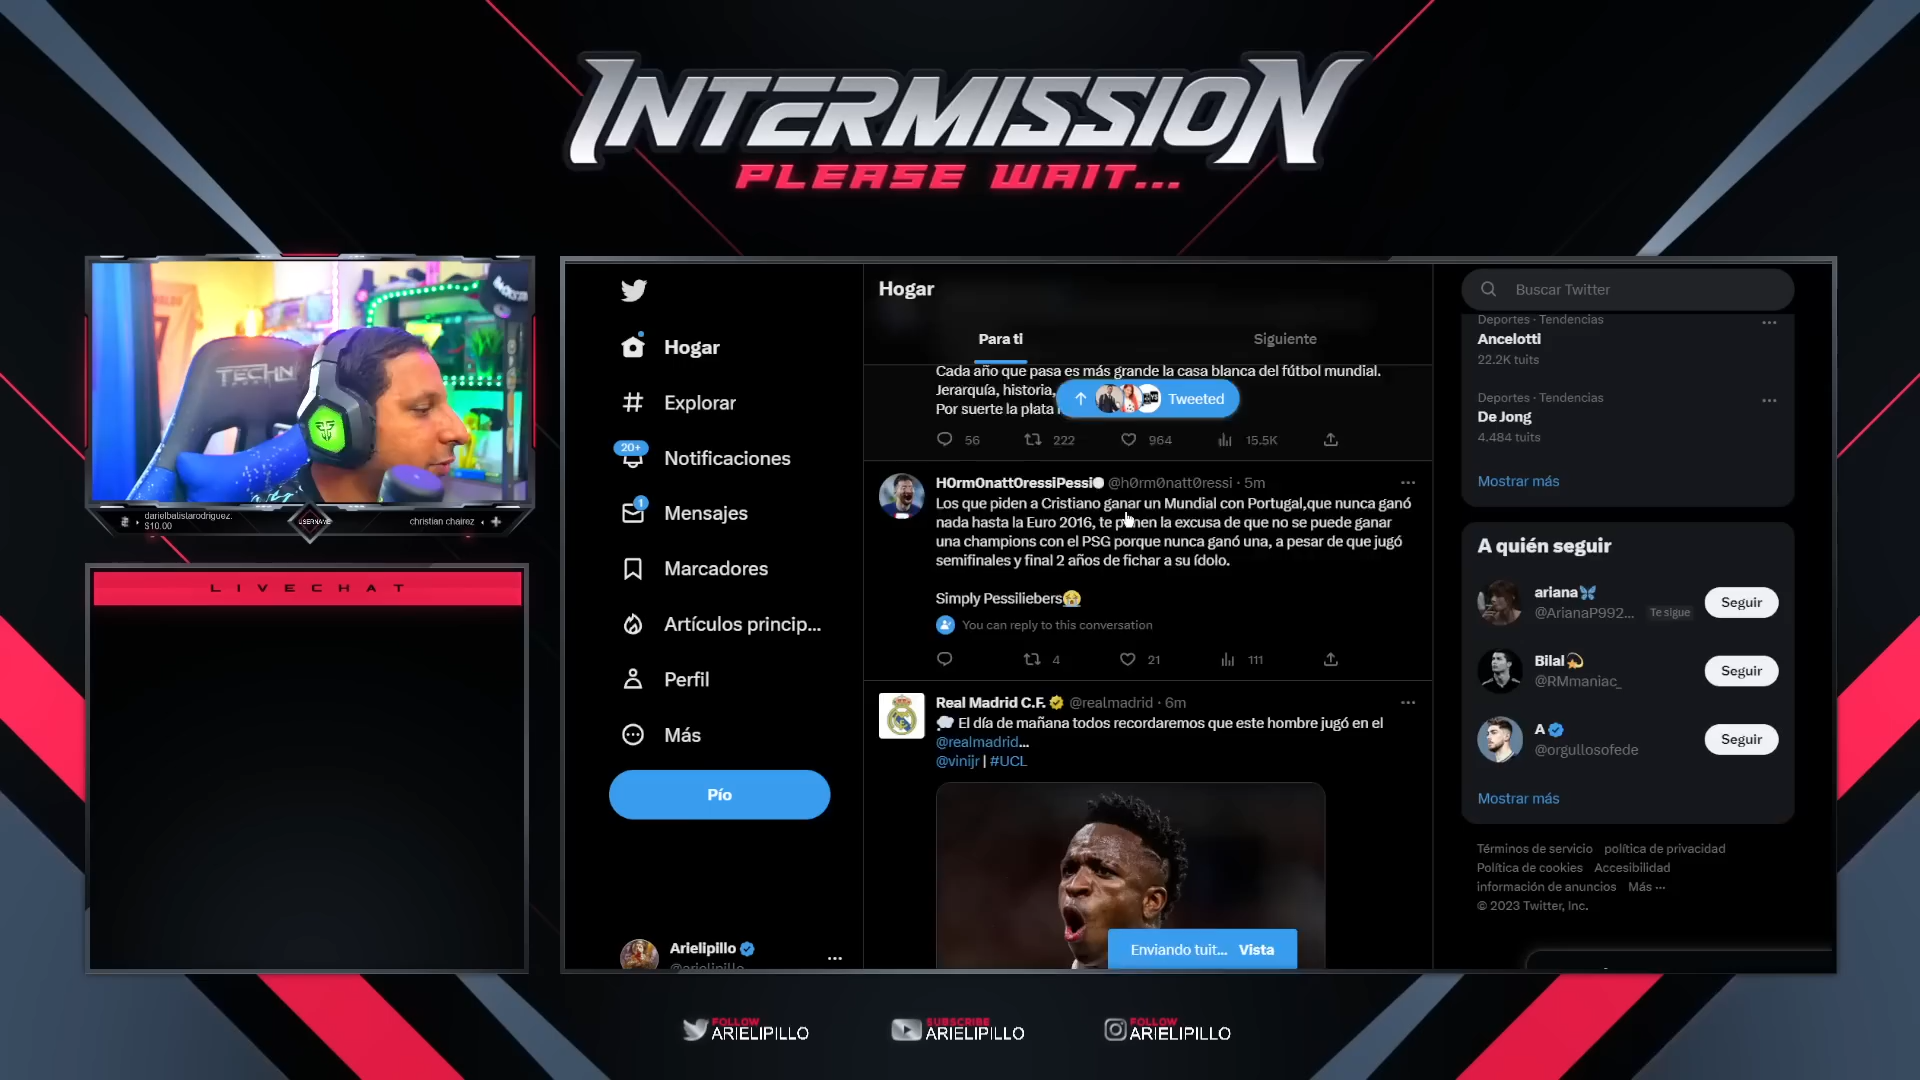 INTERMISSION
PLEASE WAIT...
TECHN
darielbatistarodriguez.
$10.00
USERNAME
christian chairez
LIVECHAT
Hogar
Explorar
20+
Notificaciones
1
Mensajes
Marcadores
Artículos princip...
Perfil
Más
Pío
Arielipillo
@arielipillo
Hogar
Para ti
Siguiente
Cada año que pasa es más grande la casa blanca del fútbol mundial.
Jerarquía, historia,
Por suerte la plata
Tweeted
56
222
964
15.5K
H0rm0natt0ressiPessi @h0rm0natt0ressi · 5m
Los que piden a Cristiano ganar un Mundial con Portugal,que nunca ganó
nada hasta la Euro 2016, te ponen la excusa de que no se puede ganar
una champions con el PSG porque nunca ganó una, a pesar de que jugó
semifinales y final 2 años de fichar a su ídolo.
Simply Pessiliebers😭
You can reply to this conversation
4
21
111
Real Madrid C.F. @realmadrid · 6m
💭 El día de mañana todos recordaremos que este hombre jugó en el
@realmadrid...
@vinijr | #UCL
Enviando tuit... Vista
Buscar Twitter
Deportes · Tendencias
Ancelotti
22.2K tuits
Deportes · Tendencias
De Jong
4.484 tuits
Mostrar más
A quién seguir
ariana🦋
@ArianaP992... Te sigue
Seguir
Bilal💫
@RMmaniac_
Seguir
A
@orgullosofede
Seguir
Mostrar más
Términos de servicio política de privacidad
Política de cookies Accesibilidad
información de anuncios Más ···
© 2023 Twitter, Inc.
FOLLOW
ARIELIPILLO
SUBSCRIBE
ARIELIPILLO
FOLLOW
ARIELIPILLO